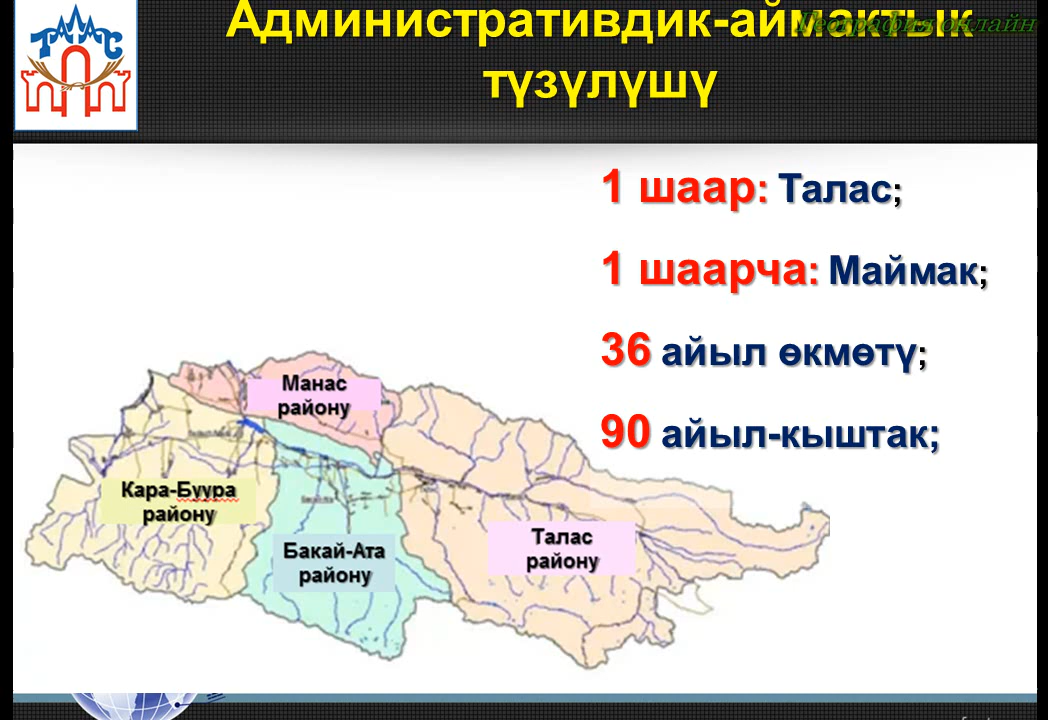 ТАЛАС
Административдик-аймактык
География онлайн
түзүлүшү
1 шаар: Талас;
1 шаарча: Маймак;
36 айыл өкмөтү;
90 айыл-кыштак;
Манас
району
Кара-Буура
району
Бакай-Ата
району
Талас
району